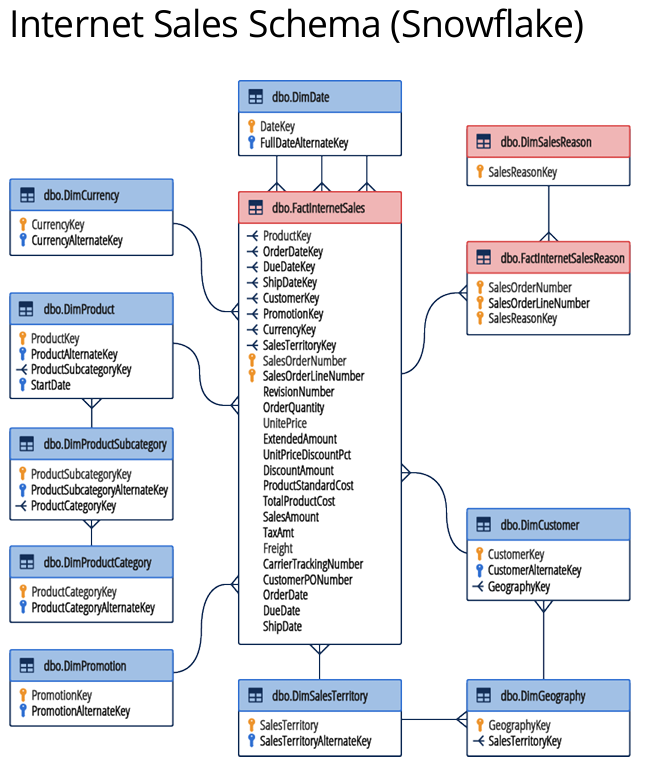 Internet Sales Schema (Snowflake)
dbo.DimDate
DateKey
FullDateAlternateKey
dbo.DimSalesReason
SalesReasonKey
dbo.DimCurrency
CurrencyKey
CurrencyAlternateKey
dbo.FactInternetSales
ProductKey
OrderDateKey
DueDateKey
ShipDateKey
CustomerKey
PromotionKey
CurrencyKey
SalesTerritoryKey
SalesOrderNumber
SalesOrderLineNumber
RevisionNumber
OrderQuantity
UnitePrice
ExtendedAmount
UnitPriceDiscountPct
DiscountAmount
ProductStandardCost
TotalProductCost
SalesAmount
TaxAmt
Freight
CarrierTrackingNumber
CustomerPONumber
OrderDate
DueDate
ShipDate
dbo.FactInternetSalesReason
SalesOrderNumber
SalesOrderLineNumber
SalesReasonKey
dbo.DimProduct
ProductKey
ProductAlternateKey
ProductSubcategoryKey
StartDate
dbo.DimProductSubcategory
ProductSubcategoryKey
ProductSubcategoryAlternateKey
ProductCategoryKey
dbo.DimProductCategory
ProductCategoryKey
ProductCategoryAlternateKey
dbo.DimCustomer
CustomerKey
CustomerAlternateKey
GeographyKey
dbo.DimPromotion
PromotionKey
PromotionAlternateKey
dbo.DimSalesTerritory
SalesTerritory
SalesTerritoryAlternateKey
dbo.DimGeography
GeographyKey
SalesTerritoryKey